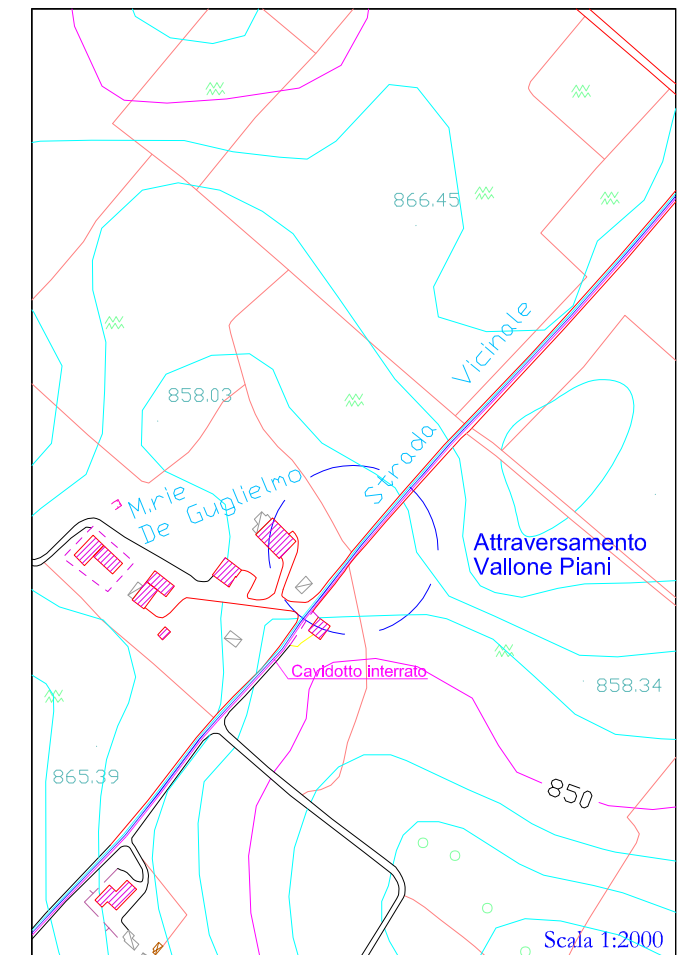 866.45
Vicinale
858.03
Strada
M.rie
De Guglielmo
Attraversamento
Vallone Piani
Cavidotto interrato
858.34
865.39
850
Scala 1:2000